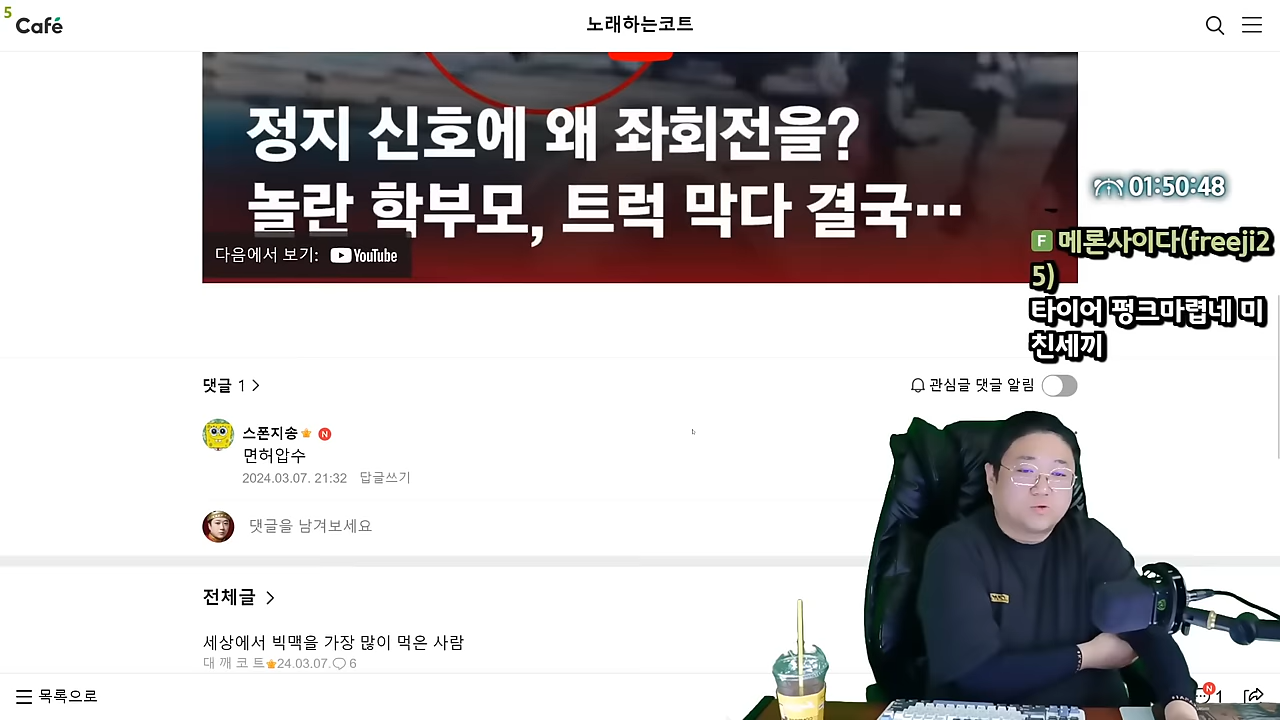 5
Café
노래하는코트
정지 신호에 왜 좌회전을?
놀란 학부모, 트럭 막다 결국…
다음에서 보기: YouTube
01:50:48
F 메론사이다(freeji2
5)
타이어 펑크마렵네 미
친세끼
댓글 1
관심글 댓글 알림
스폰지송 N
면허압수
2024.03.07. 21:32 답글쓰기
댓글을 남겨보세요
전체글
세상에서 빅맥을 가장 많이 먹은 사람
대 깨 코 트 24.03.07. 6
목록으로
N 1